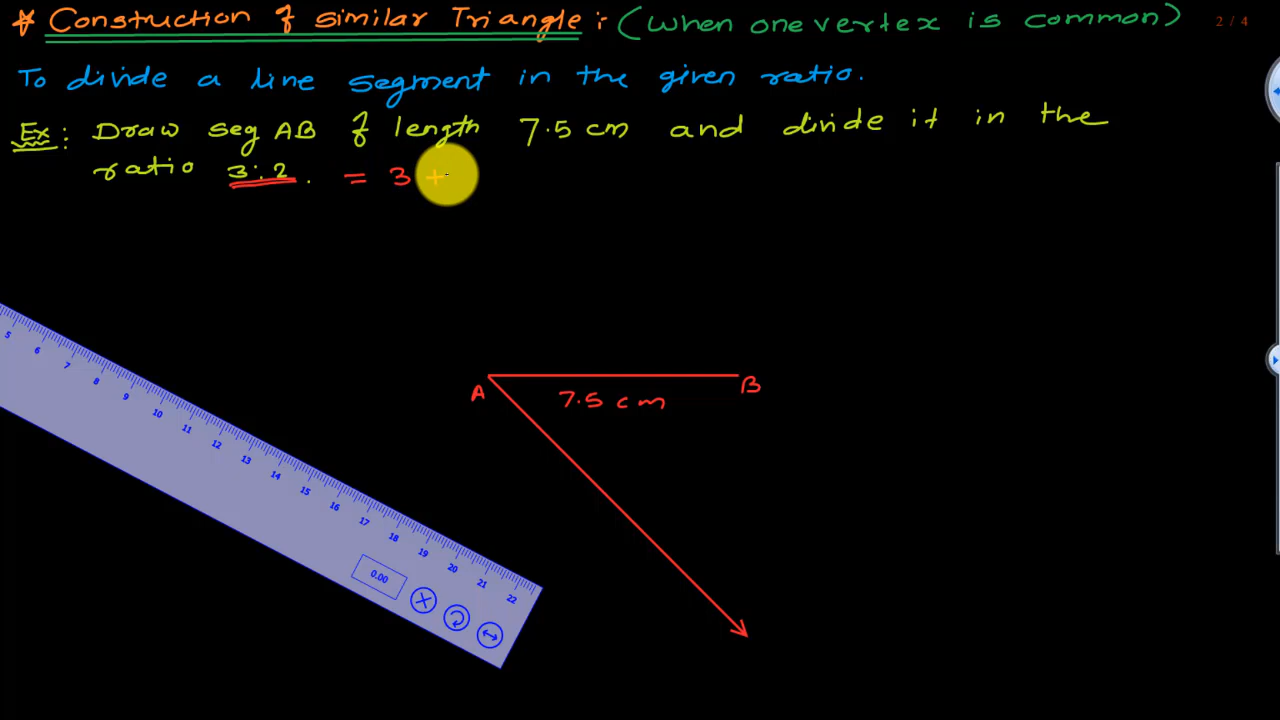 * Construction of similar Triangle : (When one vertex is common)
2 / 4
To divide a line segment in the given ratio.
Ex: Draw seg AB of length 7.5 cm and divide it in the
ratio 3:2. = 3 +
5 6 7 8 9 10 11 12 13 14 15 16 17 18 19 20 21 22
A B
7.5 cm
0.00